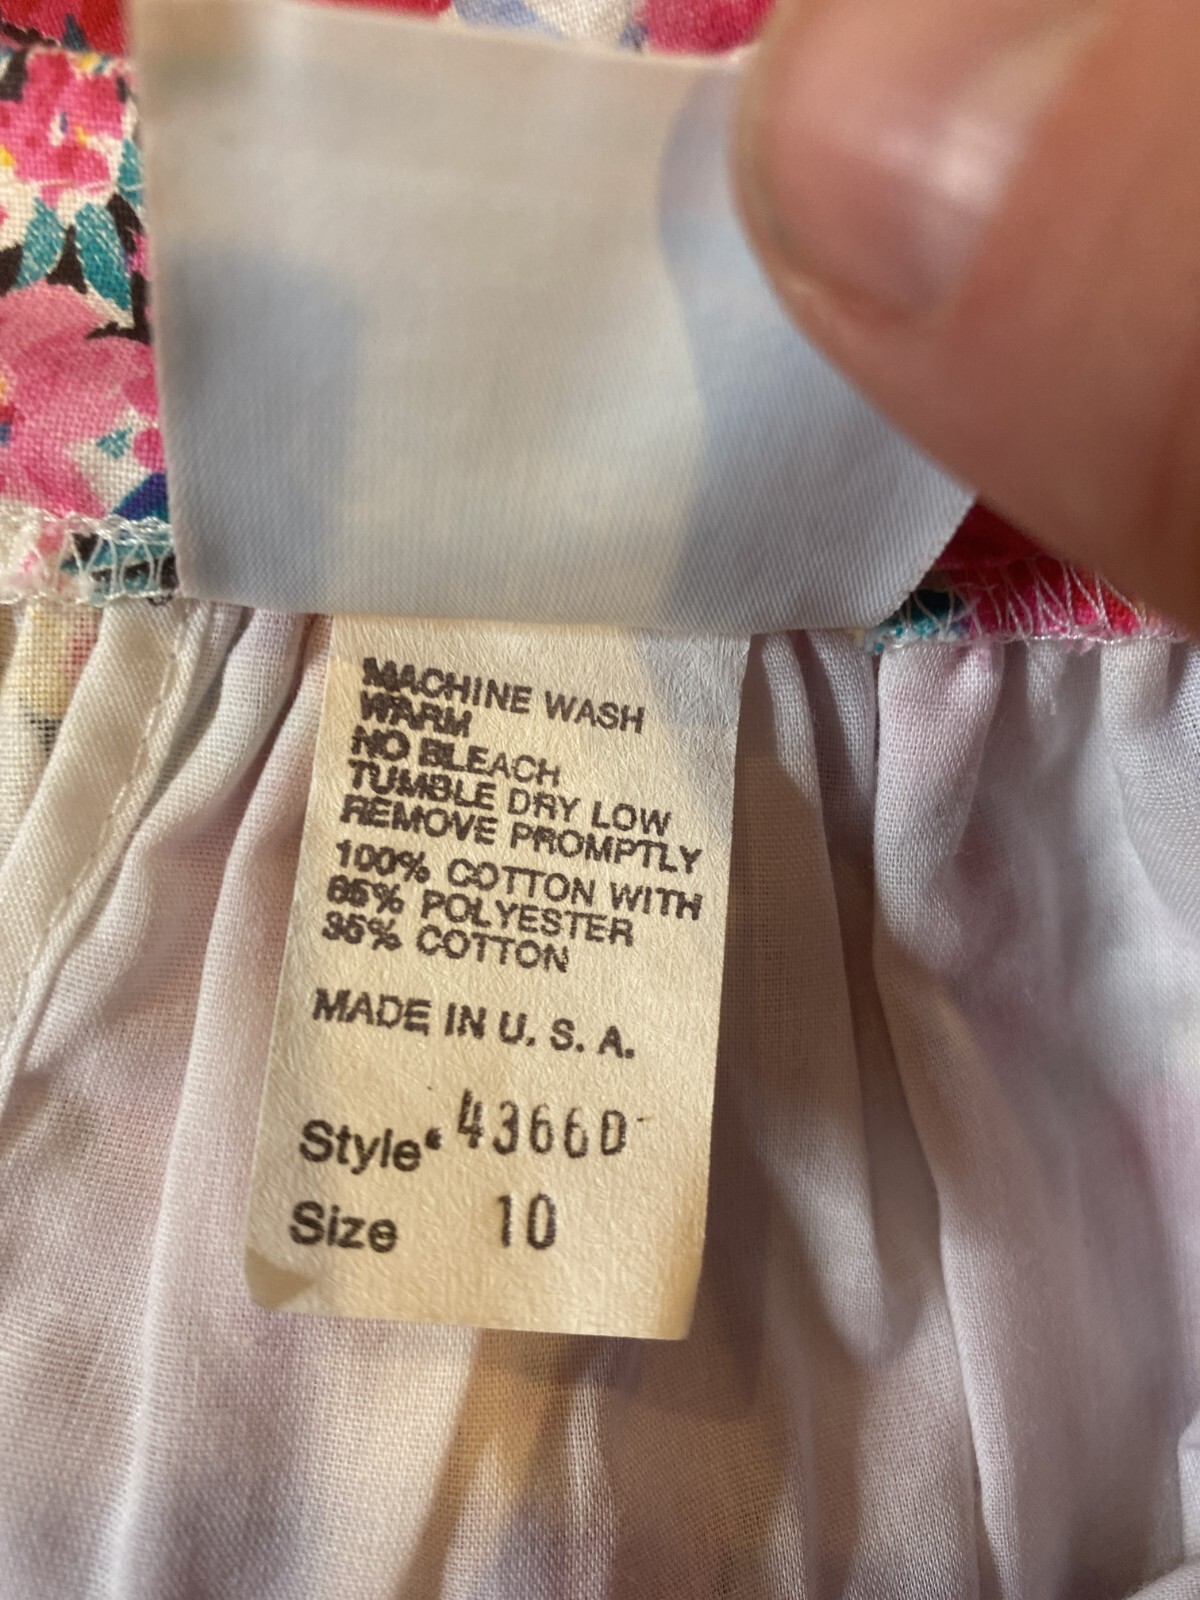 MACHINE WASH
WARM
NO BLEACH
TUMBLE DRY LOW
REMOVE PROMPTLY
100% COTTON WITH
65% POLYESTER
35% COTTON
MADE IN U. S. A.
Style 4366D
Size 10